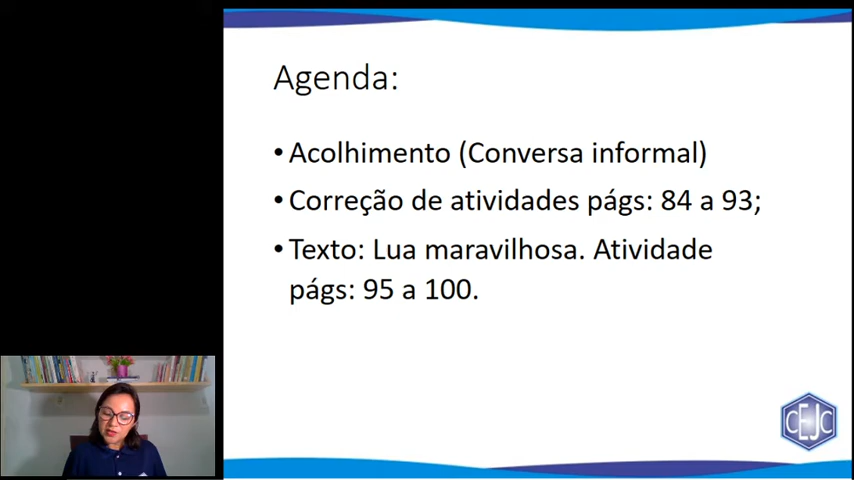 Agenda:
• Acolhimento (Conversa informal)
• Correção de atividades págs: 84 a 93;
• Texto: Lua maravilhosa. Atividade
págs: 95 a 100.
CEJC